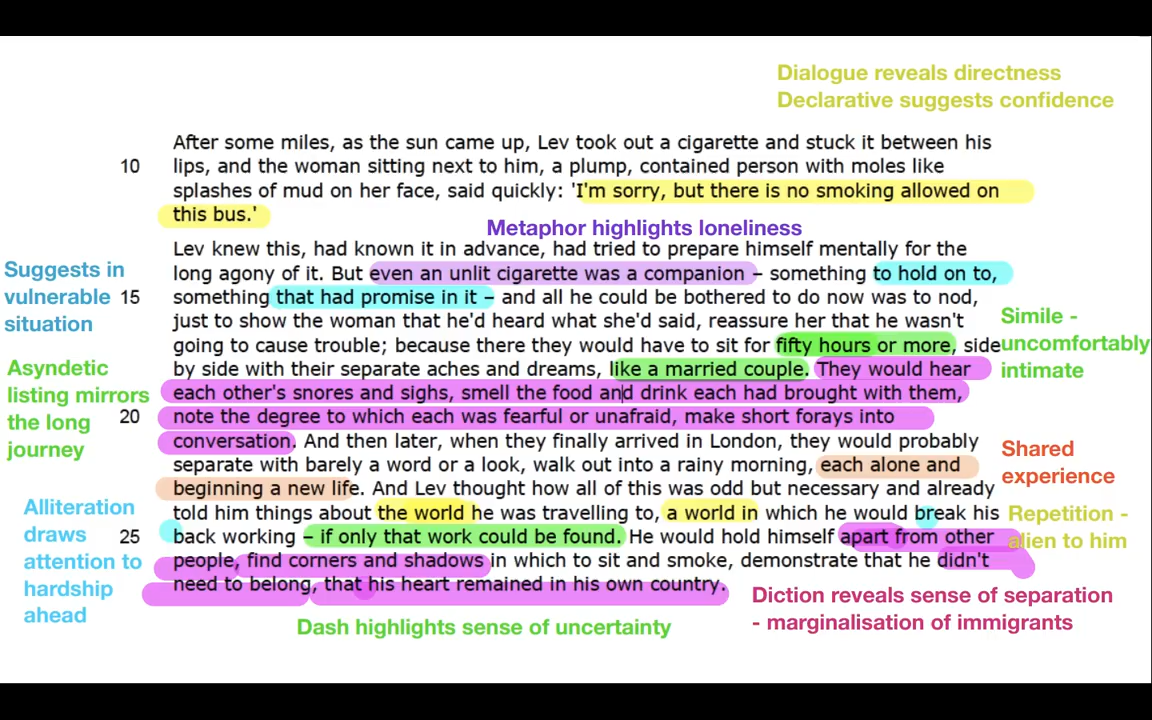 Dialogue reveals directness
Declarative suggests confidence
After some miles, as the sun came up, Lev took out a cigarette and stuck it between his
10 lips, and the woman sitting next to him, a plump, contained person with moles like
splashes of mud on her face, said quickly: 'I'm sorry, but there is no smoking allowed on
this bus.'
Metaphor highlights loneliness
Lev knew this, had known it in advance, had tried to prepare himself mentally for the
long agony of it. But even an unlit cigarette was a companion – something to hold on to,
15 something that had promise in it – and all he could be bothered to do now was to nod,
just to show the woman that he'd heard what she'd said, reassure her that he wasn't
going to cause trouble; because there they would have to sit for fifty hours or more, side
by side with their separate aches and dreams, like a married couple. They would hear
each other's snores and sighs, smell the food and drink each had brought with them,
20 note the degree to which each was fearful or unafraid, make short forays into
conversation. And then later, when they finally arrived in London, they would probably
separate with barely a word or a look, walk out into a rainy morning, each alone and
beginning a new life. And Lev thought how all of this was odd but necessary and already
told him things about the world he was travelling to, a world in which he would break his
25 back working – if only that work could be found. He would hold himself apart from other
people, find corners and shadows in which to sit and smoke, demonstrate that he didn't
need to belong, that his heart remained in his own country.
Suggests in
vulnerable
situation
Asyndetic
listing mirrors
the long
journey
Alliteration
draws
attention to
hardship
ahead
Simile -
uncomfortably
intimate
Shared
experience
Repetition -
alien to him
Diction reveals sense of separation
- marginalisation of immigrants
Dash highlights sense of uncertainty